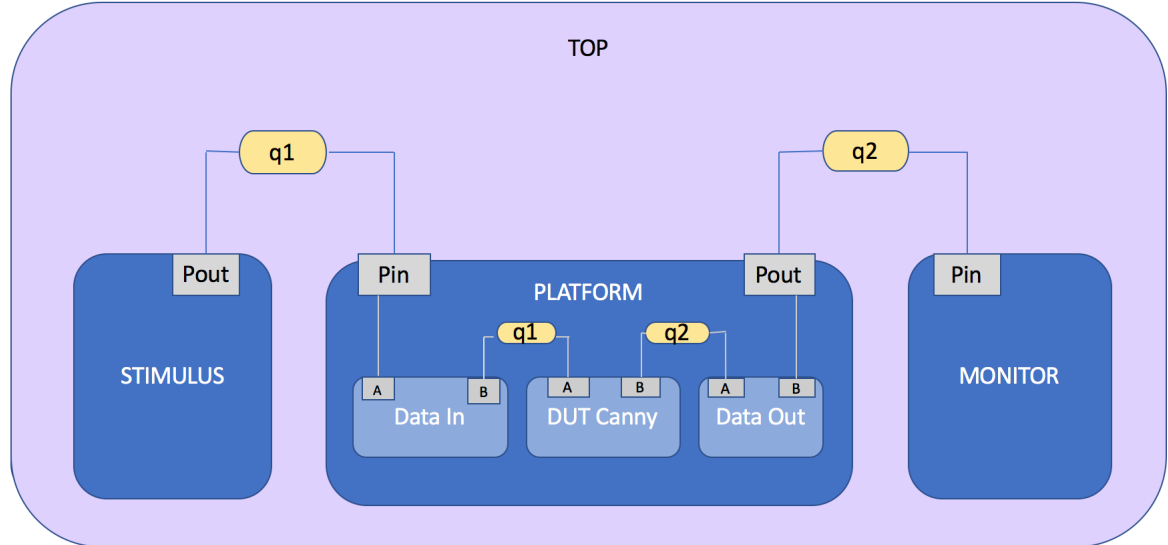 TOP
q1
q2
Pout
Pin
Pout
Pin
PLATFORM
q1
q2
STIMULUS
MONITOR
A
B
A
B
A
B
Data In
DUT Canny
Data Out